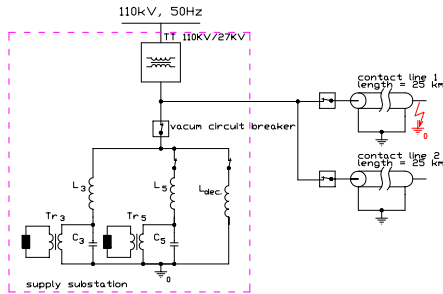 110kV, 50Hz
TT 110KV/27KV
contact line 1
length = 25 km
0
vacum circuit breaker
contact line 2
length = 25 km
L3
L5
Ldec.
Tr3
C3
Tr5
C5
0
supply substation